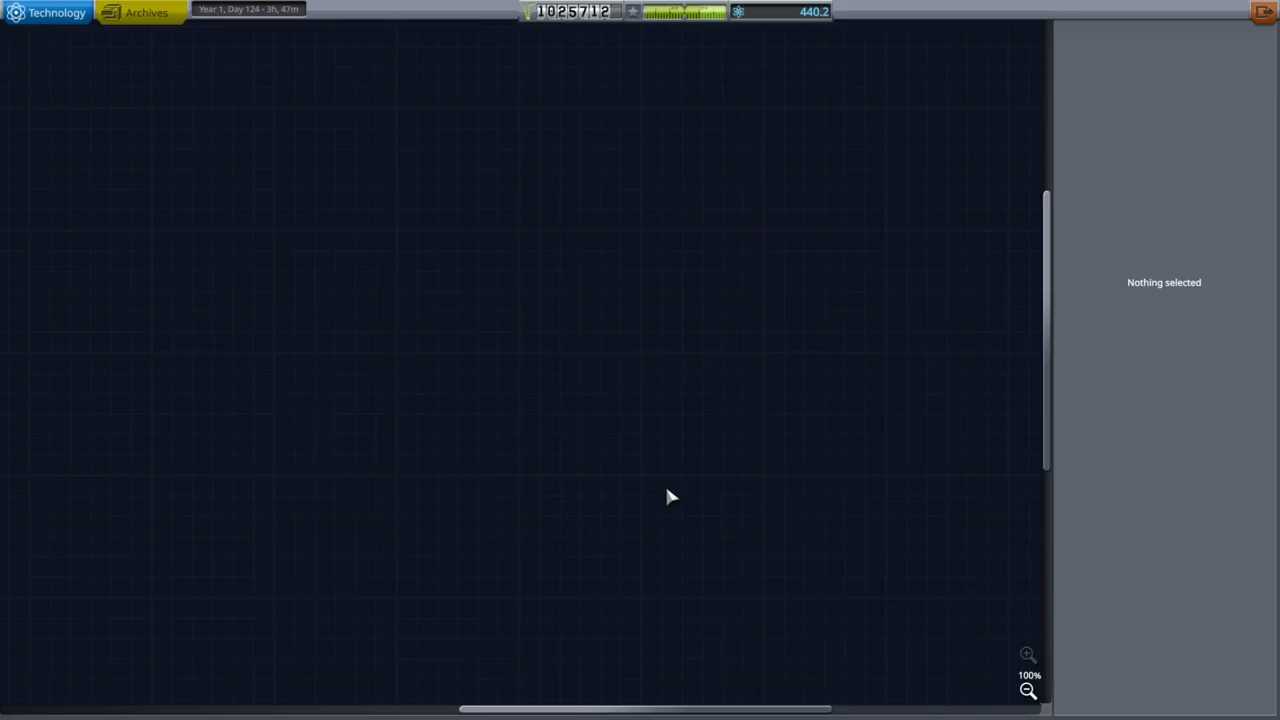 Technology
Archives
Year 1, Day 124 - 3h, 47m
1025712
440.2
Nothing selected
100%